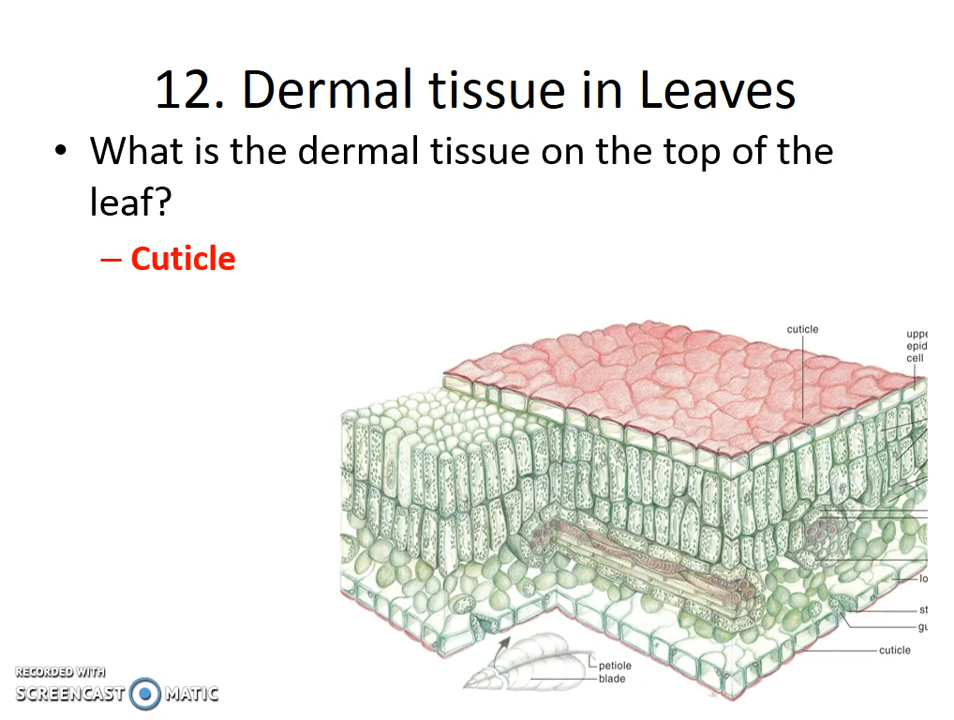 12. Dermal tissue in Leaves
• What is the dermal tissue on the top of the
leaf?
– Cuticle
cuticle
epid
cell
cuticle
petiole
blade
RECORDED WITH
SCREENCAST MATIC